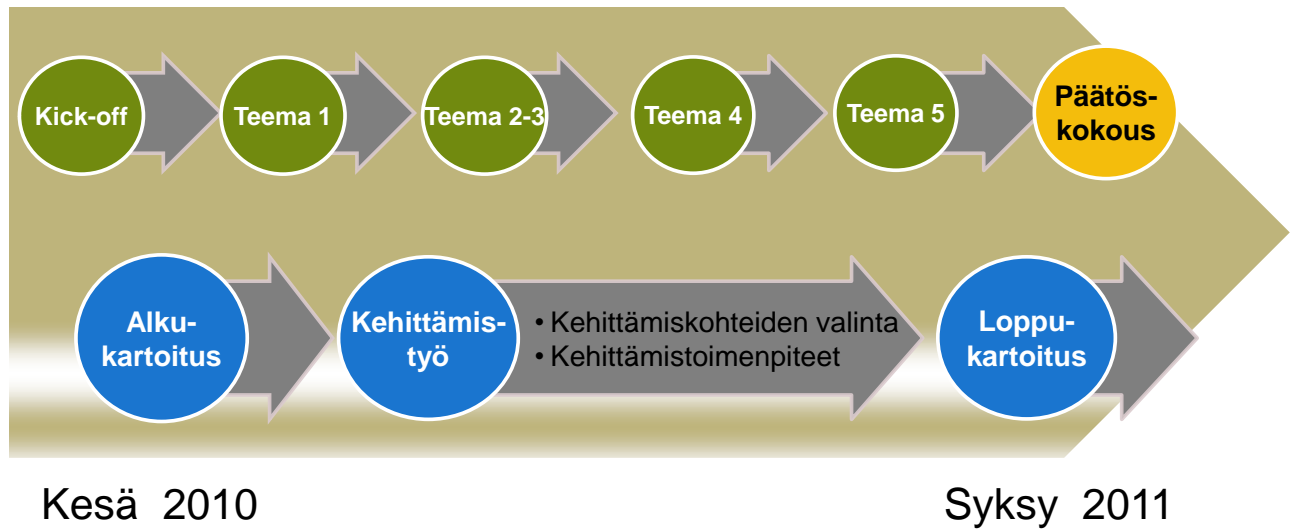 Kick-off
Teema 1
Teema 2-3
Teema 4
Teema 5
Päätös-
kokous
Alku-
kartoitus
Kehittämis-
työ
• Kehittämiskohteiden valinta
• Kehittämistoimenpiteet
Loppu-
kartoitus
Kesä 2010
Syksy 2011